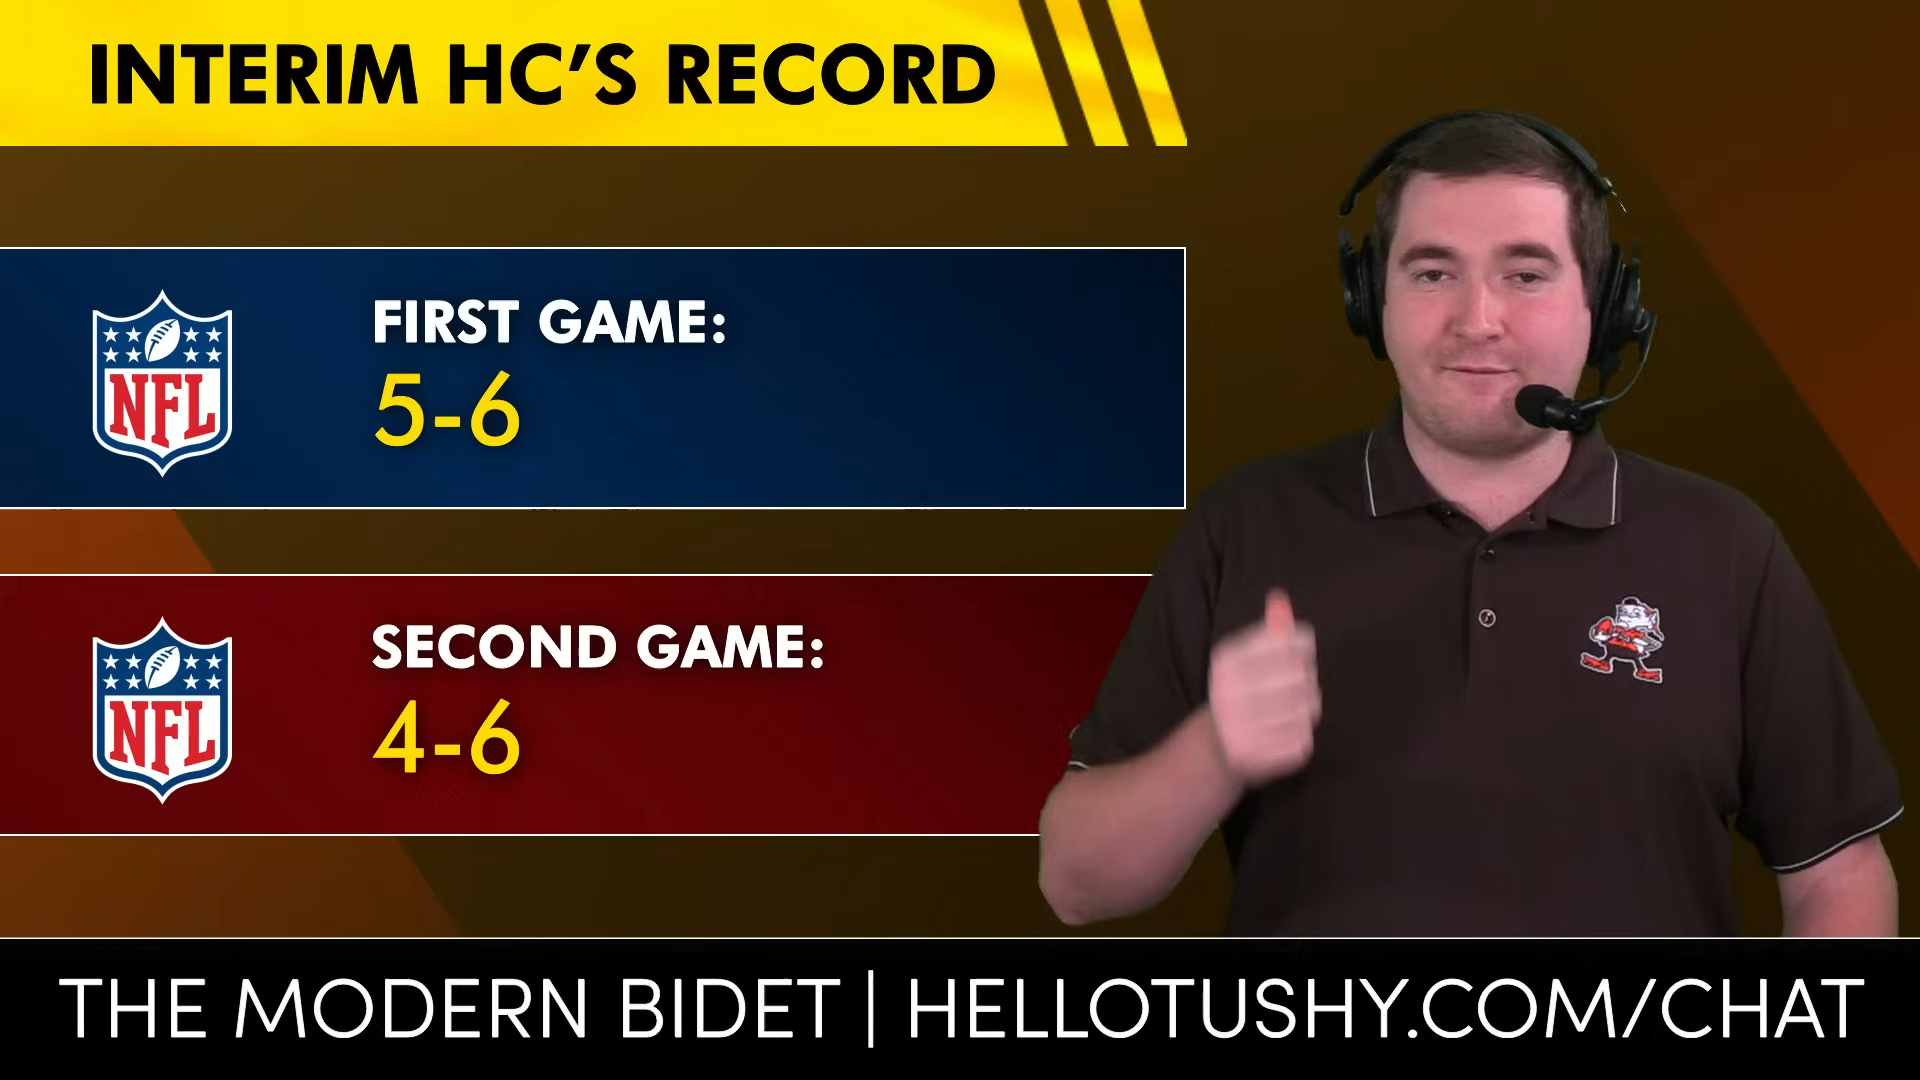 INTERIM HC'S RECORD
NFL
FIRST GAME:
5-6
NFL
SECOND GAME:
4-6
THE MODERN BIDET | HELLOTUSHY.COM/CHAT